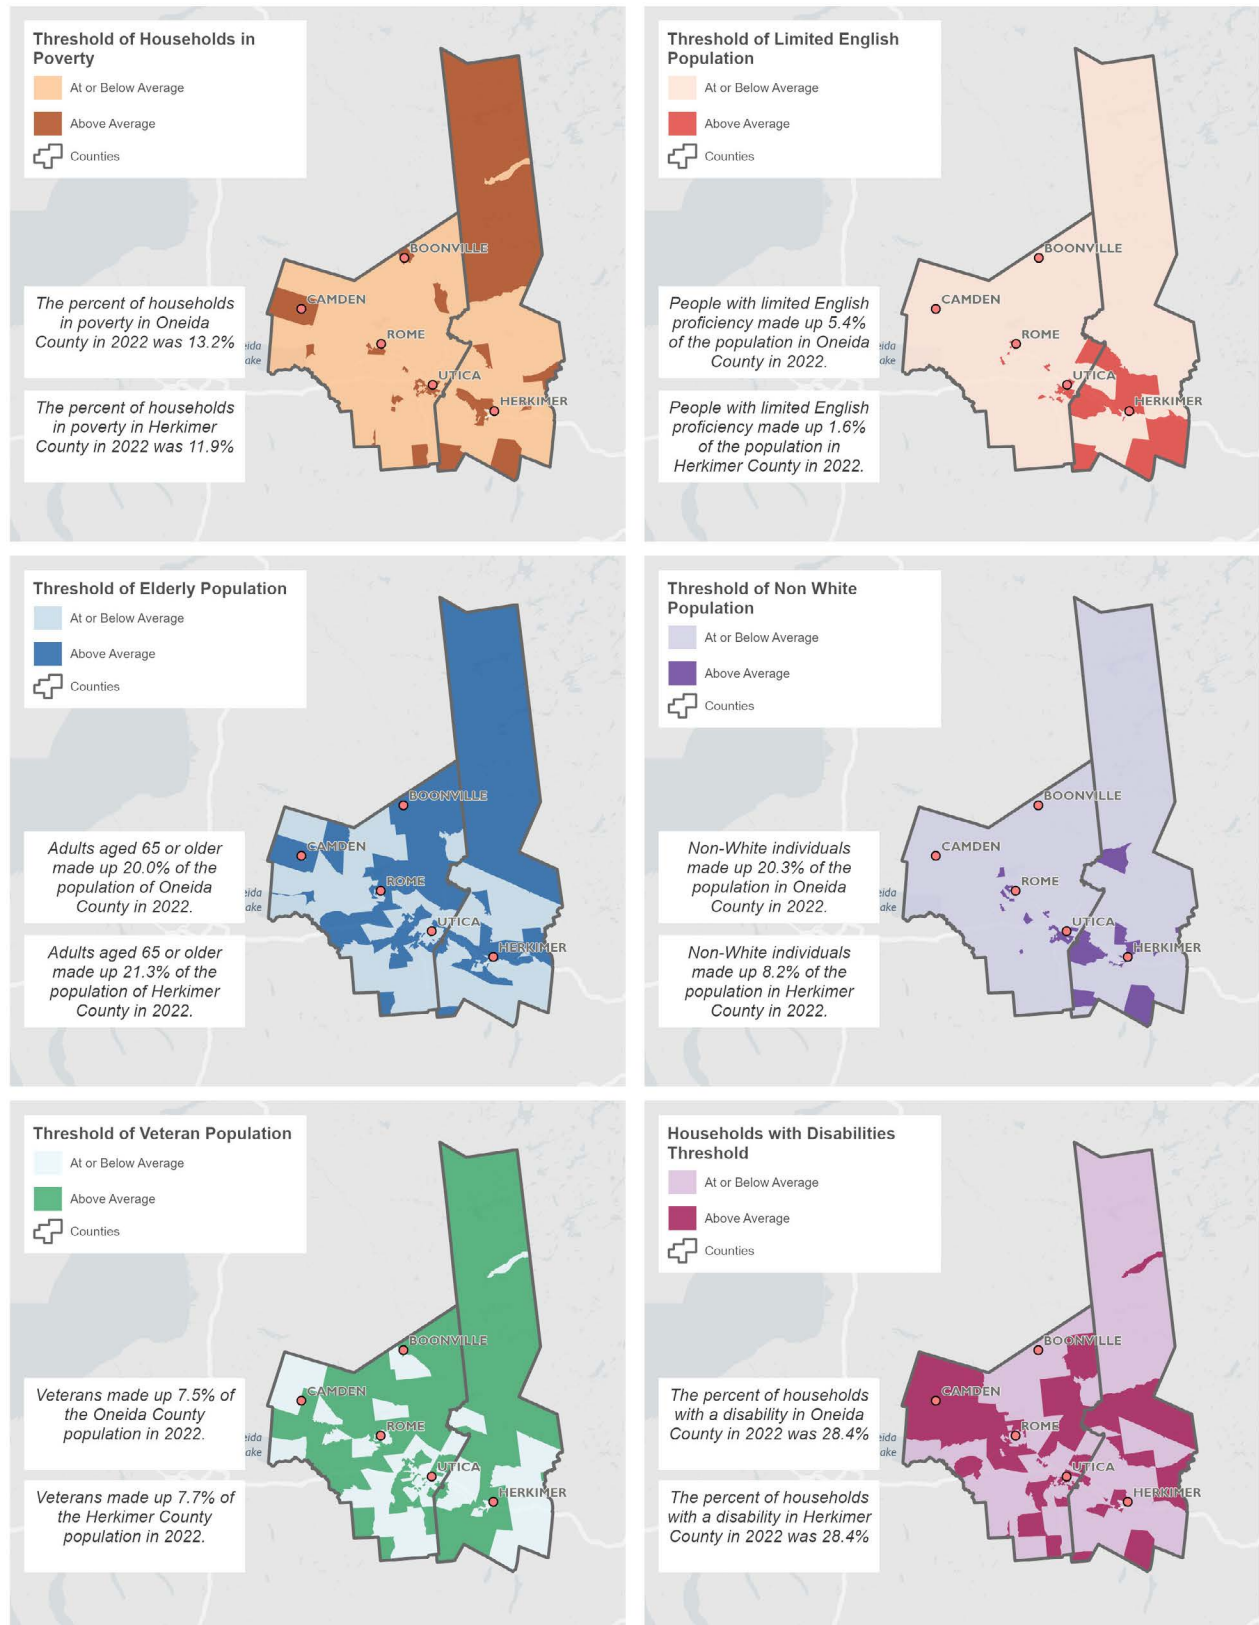 Threshold of Households in
Poverty
At or Below Average
Above Average
Counties
BOONVILLE
CAMDEN
ROME
UTICA
HERKIMER
The percent of households
in poverty in Oneida
County in 2022 was 13.2%
The percent of households
in poverty in Herkimer
County in 2022 was 11.9%
eida
ake
Threshold of Limited English
Population
At or Below Average
Above Average
Counties
BOONVILLE
CAMDEN
ROME
UTICA
HERKIMER
People with limited English
proficiency made up 5.4%
of the population in Oneida
County in 2022.
People with limited English
proficiency made up 1.6%
of the population in
Herkimer County in 2022.
eida
ake
Threshold of Elderly Population
At or Below Average
Above Average
Counties
BOONVILLE
CAMDEN
ROME
UTICA
HERKIMER
Adults aged 65 or older
made up 20.0% of the
population of Oneida
County in 2022.
Adults aged 65 or older
made up 21.3% of the
population of Herkimer
County in 2022.
eida
ake
Threshold of Non White
Population
At or Below Average
Above Average
Counties
BOONVILLE
CAMDEN
ROME
UTICA
HERKIMER
Non-White individuals
made up 20.3% of the
population in Oneida
County in 2022.
Non-White individuals
made up 8.2% of the
population in Herkimer
County in 2022.
eida
ake
Threshold of Veteran Population
At or Below Average
Above Average
Counties
BOONVILLE
CAMDEN
ROME
UTICA
HERKIMER
Veterans made up 7.5% of
the Oneida County
population in 2022.
Veterans made up 7.7% of
the Herkimer County
population in 2022.
eida
ake
Households with Disabilities
Threshold
At or Below Average
Above Average
Counties
BOONVILLE
CAMDEN
ROME
UTICA
HERKIMER
The percent of households
with a disability in Oneida
County in 2022 was 28.4%
The percent of households
with a disability in Herkimer
County in 2022 was 28.4%
eida
ake